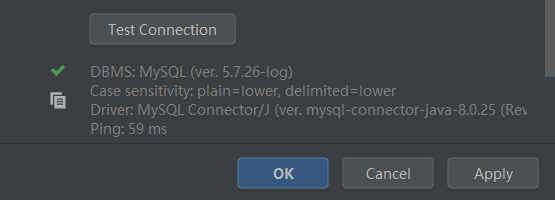 Test Connection
DBMS: MySQL (ver. 5.7.26-log)
Case sensitivity: plain=lower, delimited=lower
Driver: MySQL Connector/J (ver. mysql-connector-java-8.0.25 (Rev
Ping: 59 ms
OK
Cancel
Apply